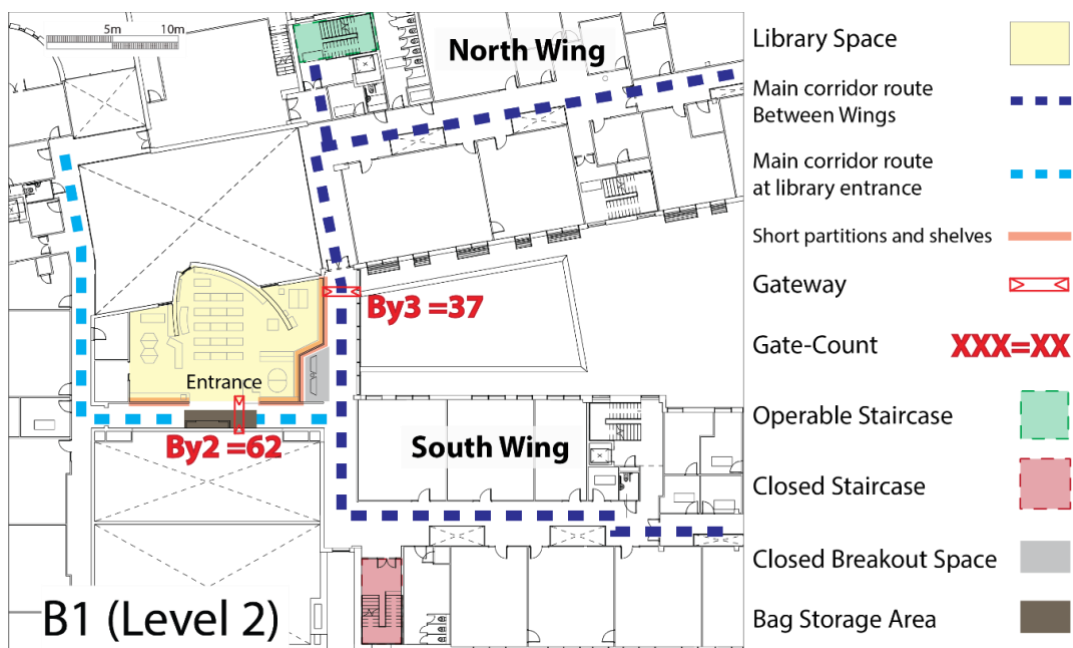 5m 10m
North Wing
By3 =37
Entrance
By2 =62
South Wing
B1 (Level 2)
Library Space
Main corridor route
Between Wings
Main corridor route
at library entrance
Short partitions and shelves
Gateway
Gate-Count XXX=XX
Operable Staircase
Closed Staircase
Closed Breakout Space
Bag Storage Area